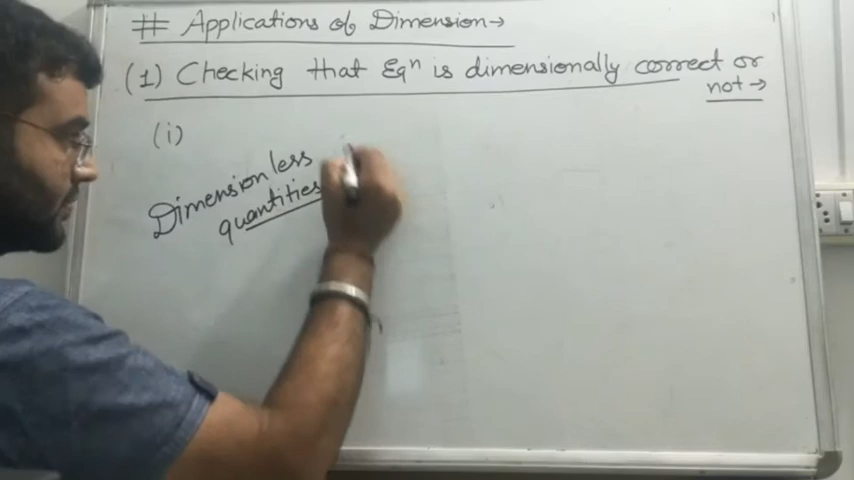 # Applications of Dimension→
(1) Checking that Eqⁿ is dimensionally correct or
not→
(i)
Dimensionless
quantities